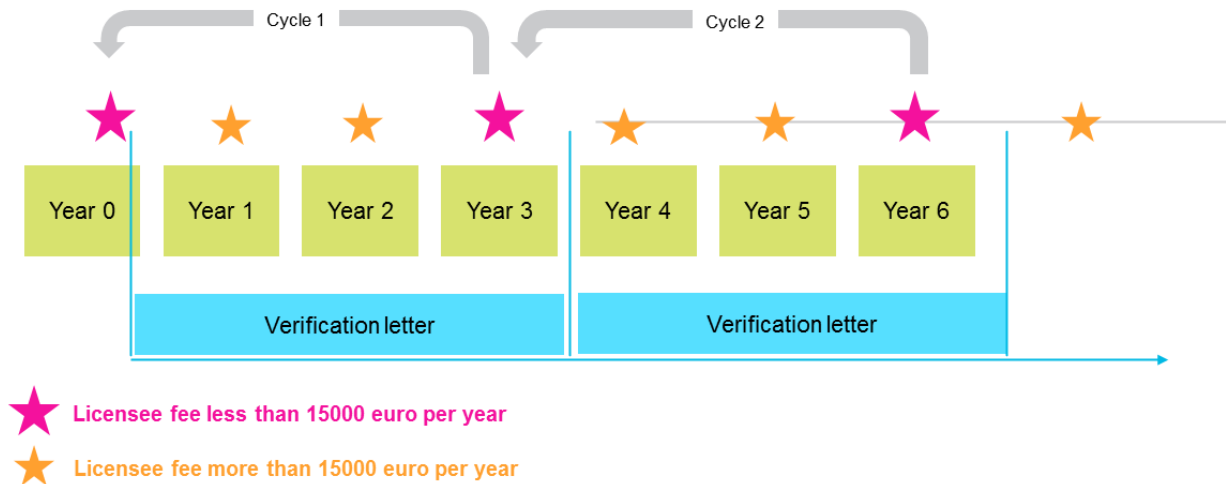 Cycle 1
Cycle 2
Year 0
Year 1
Year 2
Year 3
Year 4
Year 5
Year 6
Verification letter
Verification letter
Licensee fee less than 15000 euro per year
Licensee fee more than 15000 euro per year